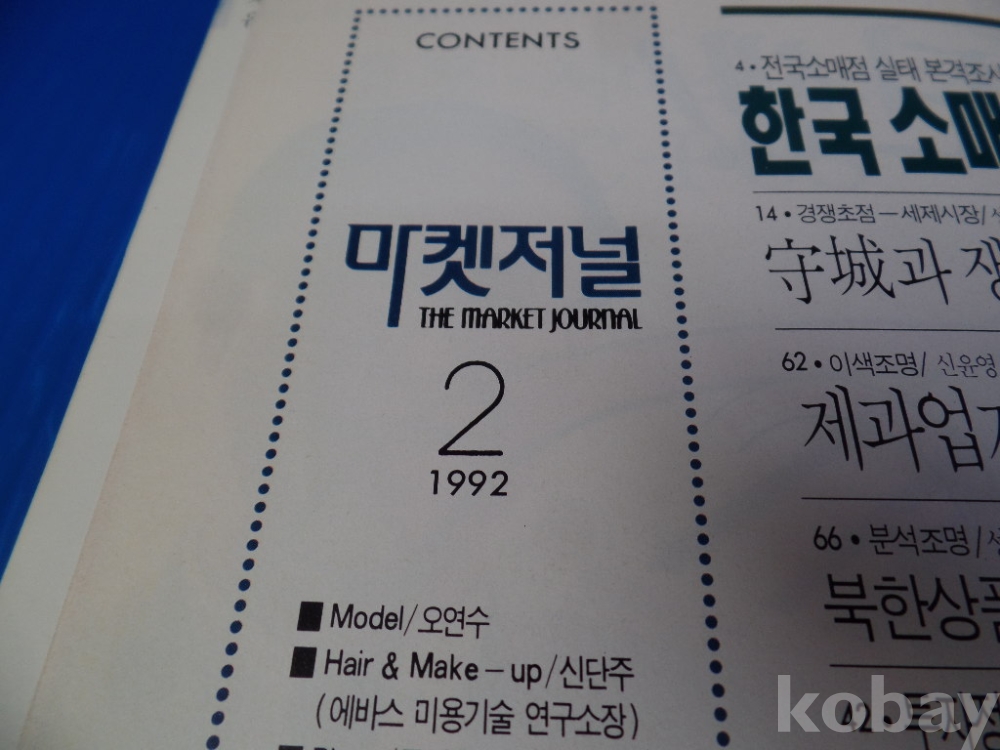 CONTENTS
마켓저널
THE MARKET JOURNAL
2
1992
■ Model/오연수
■ Hair & Make-up/신단주
(에바스 미용기술 연구소장)
4•전국소매점 실태 본격조사
한국 소매
14•경쟁초점－세제시장/
守城과 쟁
62•이색조명/신윤영
제과업계
66•분석조명/
북한상품
kobay